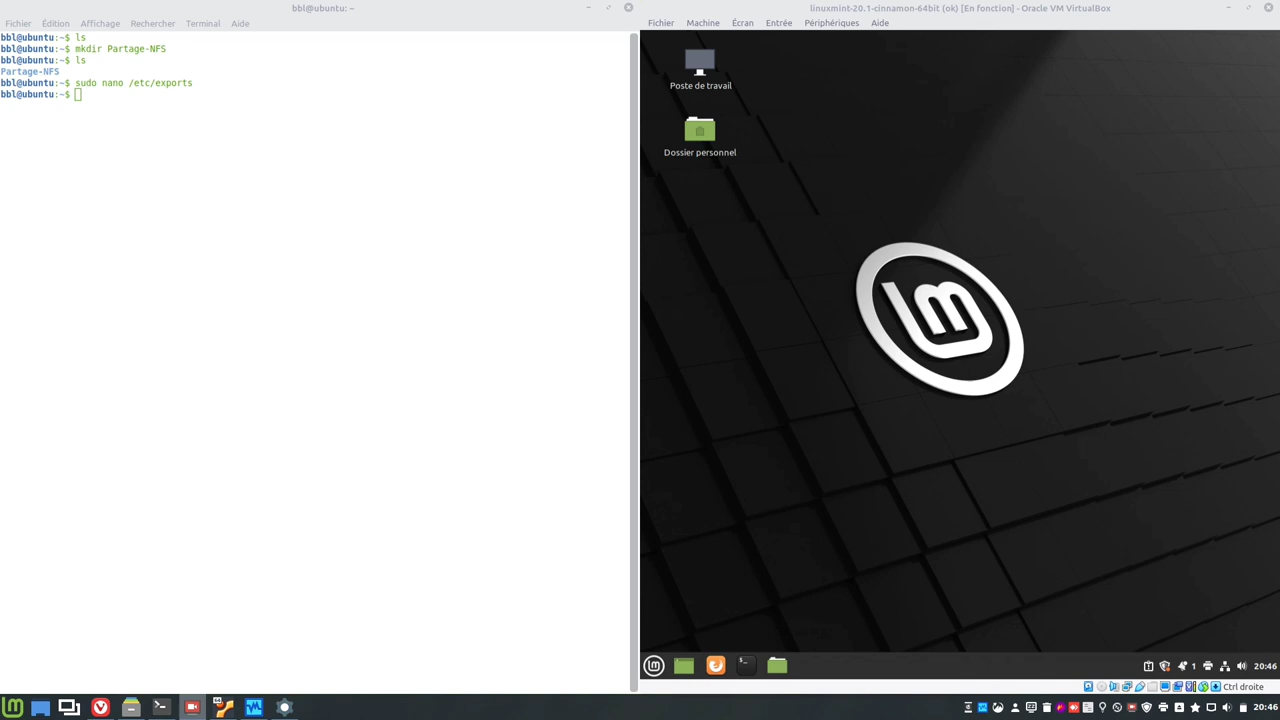 bbl@ubuntu: ~
Fichier Édition Affichage Rechercher Terminal Aide
bbl@ubuntu:~$ ls
bbl@ubuntu:~$ mkdir Partage-NFS
bbl@ubuntu:~$ ls
Partage-NFS
bbl@ubuntu:~$ sudo nano /etc/exports
bbl@ubuntu:~$
linuxmint-20.1-cinnamon-64bit (ok) [En fonction] - Oracle VM VirtualBox
Fichier Machine Écran Entrée Périphériques Aide
Poste de travail
Dossier personnel
1 20:46
Ctrl droite
20:46